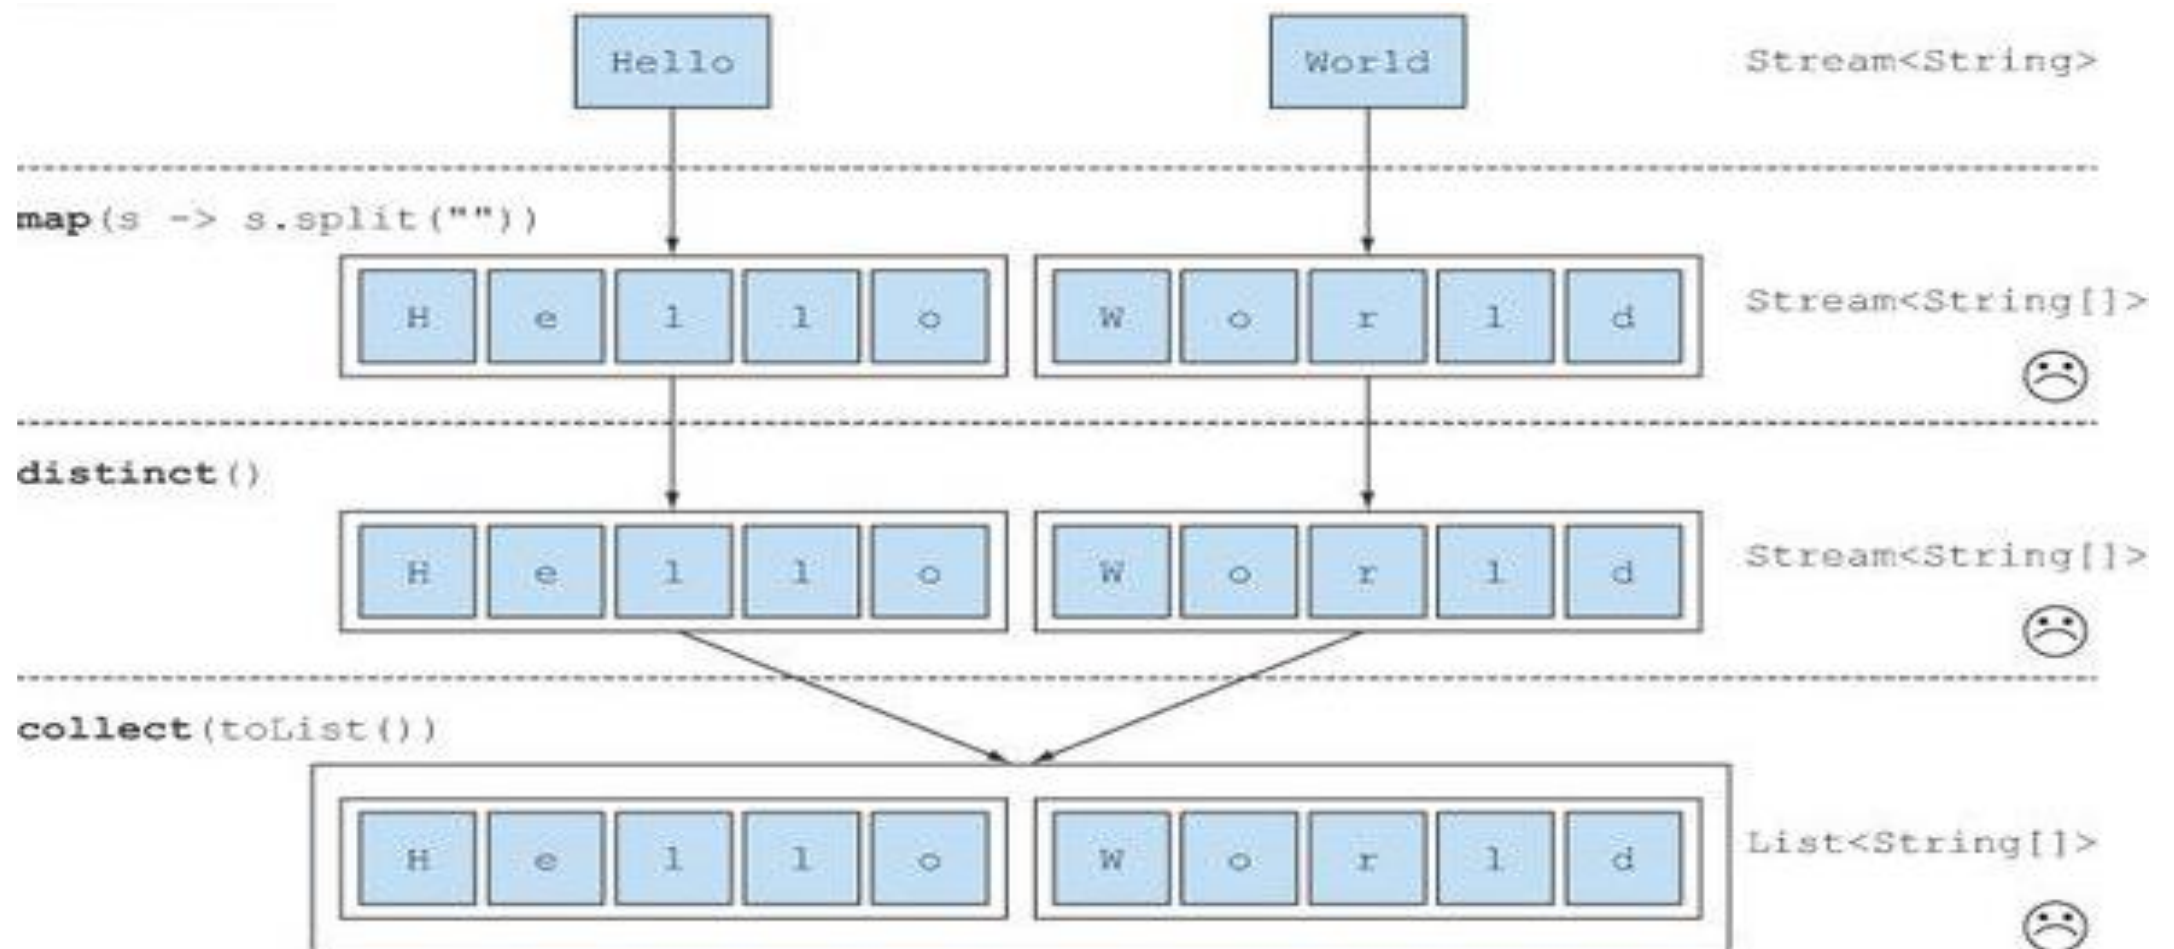 Hello World Stream<String>
map(s -> s.split(""))
H e l l o W o r l d Stream<String[]>
distinct()
H e l l o W o r l d Stream<String[]>
collect(toList())
H e l l o W o r l d List<String[]>